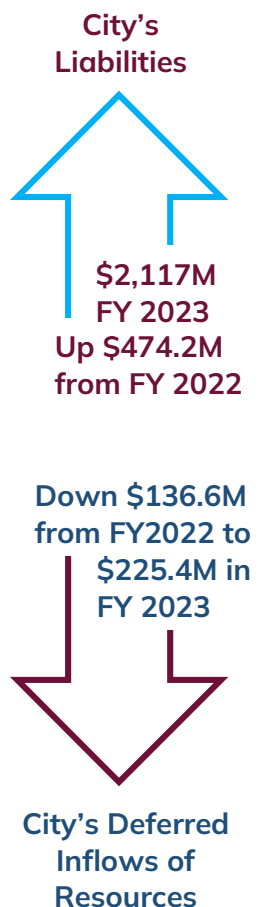 City's
Liabilities
$2,117M
FY 2023
Up $474.2M
from FY 2022
Down $136.6M
from FY2022 to
$225.4M in
FY 2023
City's Deferred
Inflows of
Resources